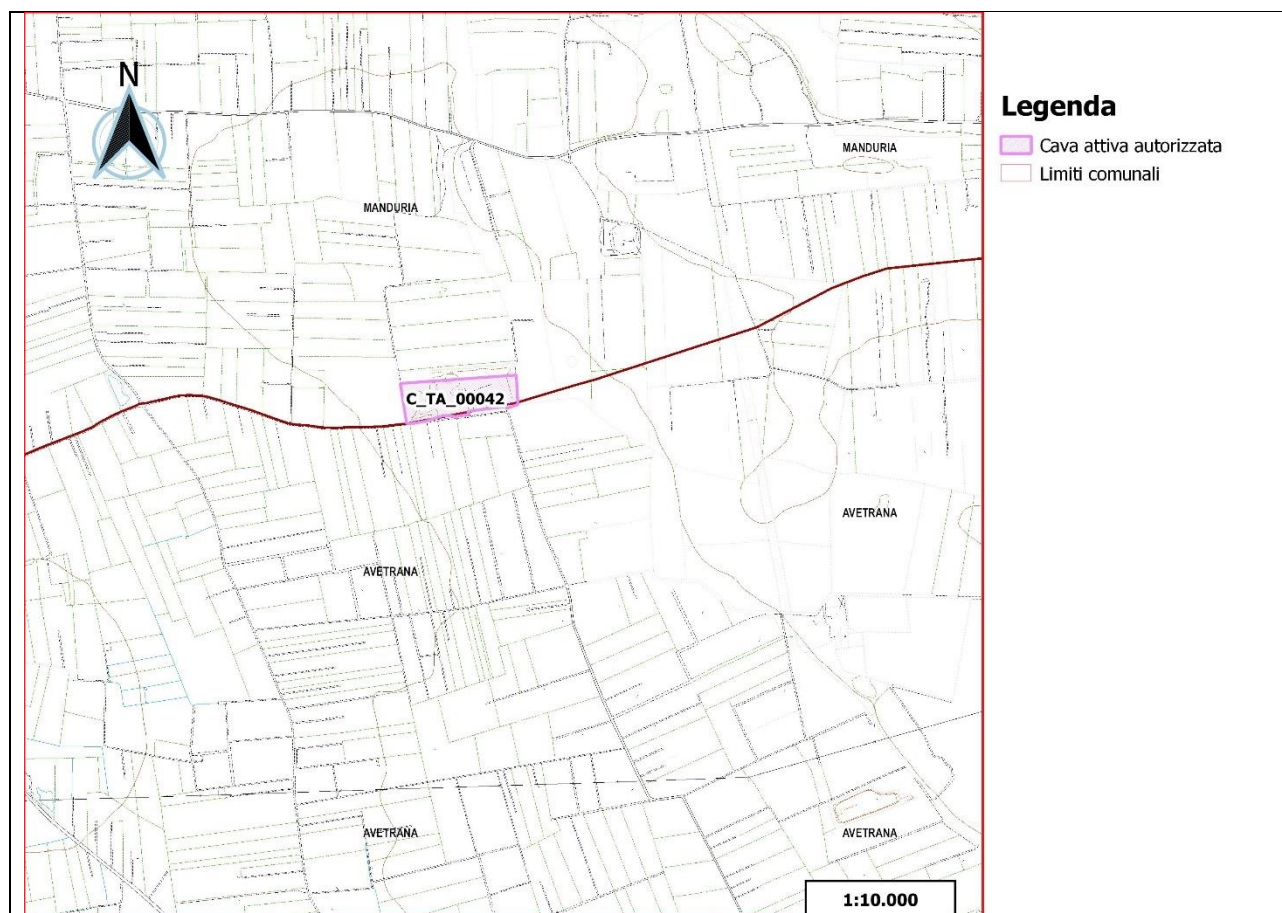 N
Legenda
Cava attiva autorizzata
Limiti comunali
MANDURIA
MANDURIA
C_TA_00042
AVETRANA
AVETRANA
AVETRANA
AVETRANA
1:10.000